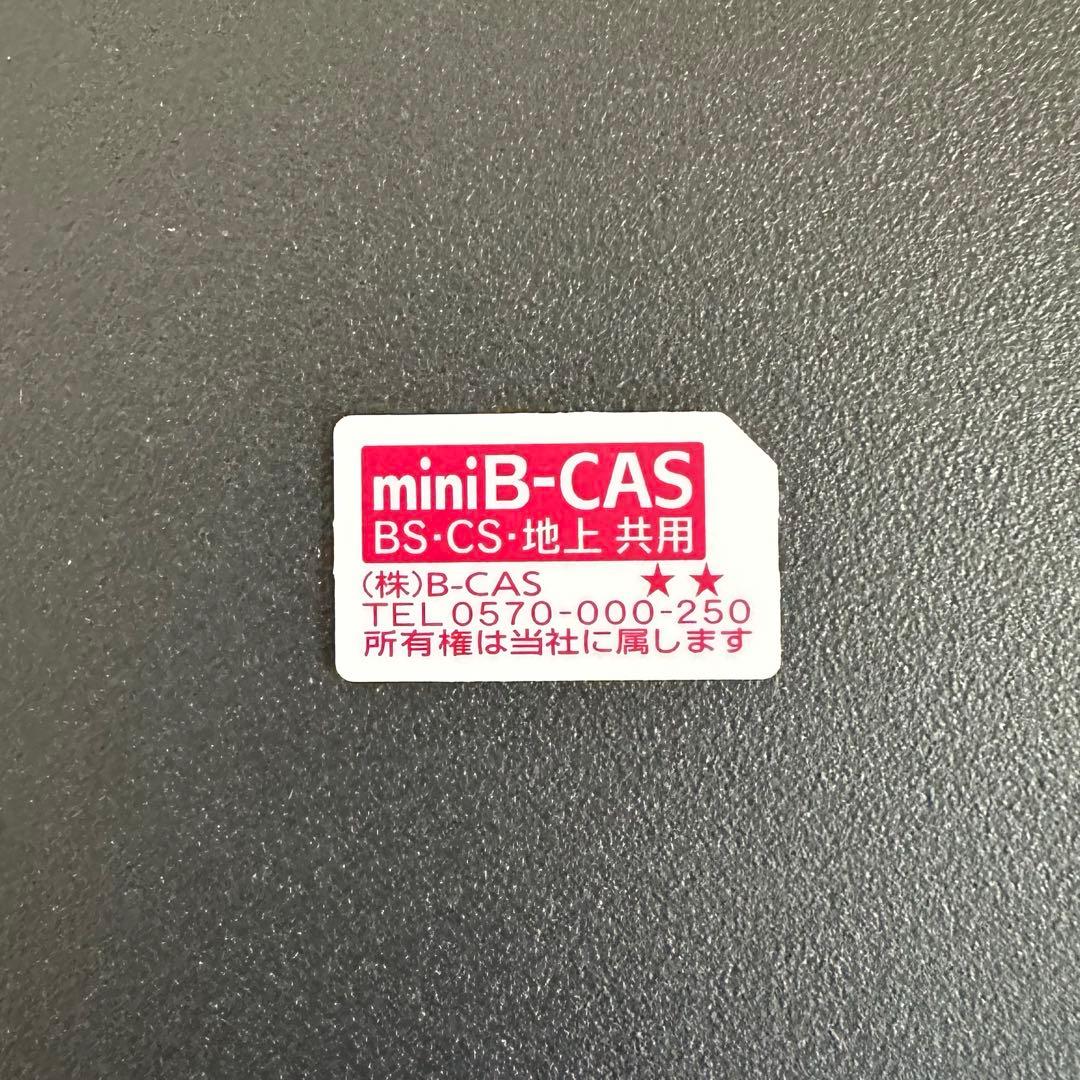 miniB-CAS
BS・CS・地上 共用
(株)B-CAS ★★
TEL 0570-000-250
所有権は当社に属します